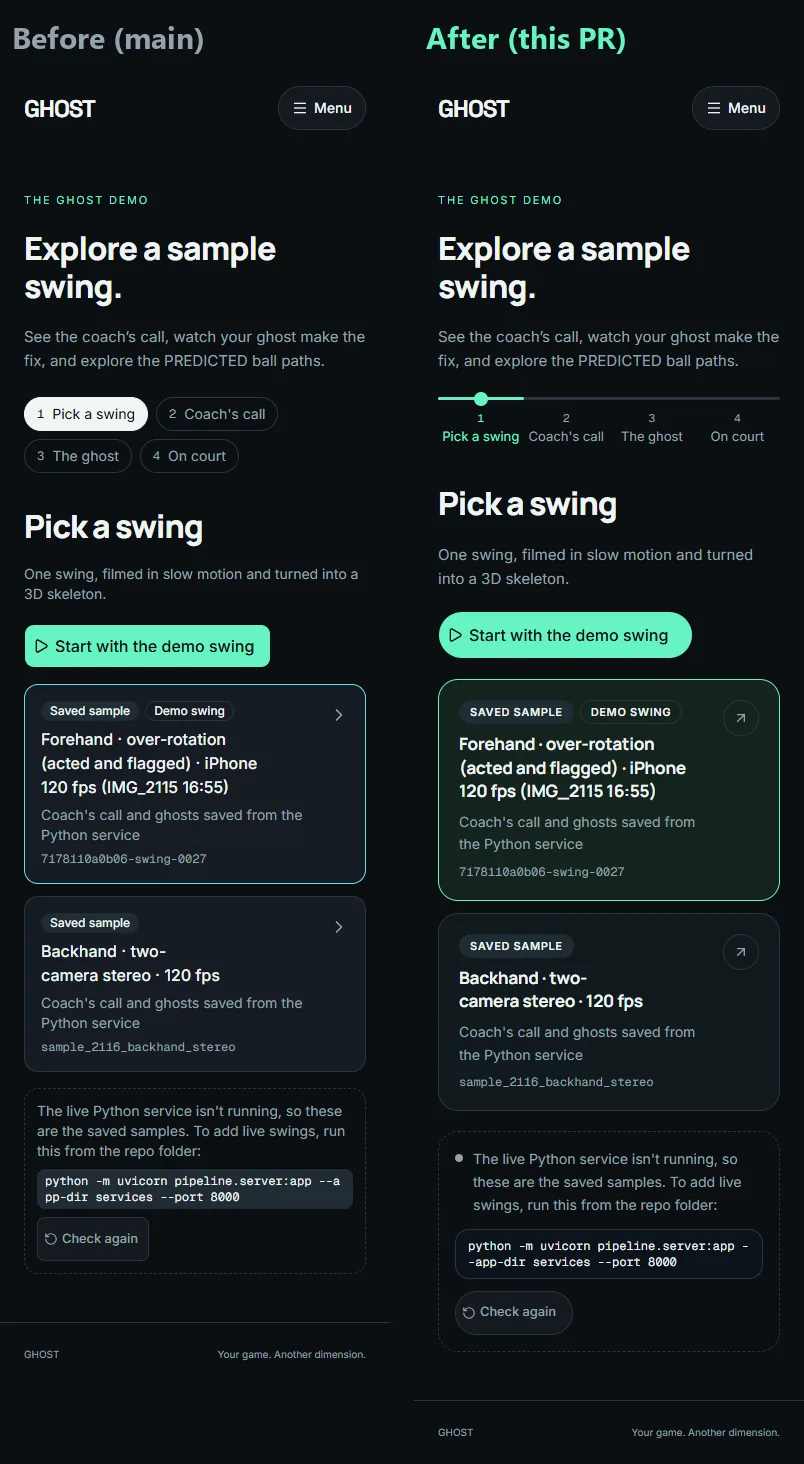 Before (main)
GHOST
Menu
THE GHOST DEMO
Explore a sample
swing.
See the coach's call, watch your ghost make the
fix, and explore the PREDICTED ball paths.
1 Pick a swing
2 Coach's call
3 The ghost
4 On court
Pick a swing
One swing, filmed in slow motion and turned into a
3D skeleton.
Start with the demo swing
Saved sample
Demo swing
Forehand · over-rotation
(acted and flagged) · iPhone
120 fps (IMG_2115 16:55)
Coach's call and ghosts saved from the
Python service
7178110a0b06-swing-0027
Saved sample
Backhand · two-
camera stereo · 120 fps
Coach's call and ghosts saved from the
Python service
sample_2116_backhand_stereo
The live Python service isn't running, so these
are the saved samples. To add live swings, run
this from the repo folder:
python -m uvicorn pipeline.server:app --a
pp-dir services --port 8000
Check again
GHOST
Your game. Another dimension.
After (this PR)
GHOST
Menu
THE GHOST DEMO
Explore a sample
swing.
See the coach's call, watch your ghost make the
fix, and explore the PREDICTED ball paths.
1 2 3 4
Pick a swing Coach's call The ghost On court
Pick a swing
One swing, filmed in slow motion and turned
into a 3D skeleton.
Start with the demo swing
SAVED SAMPLE
DEMO SWING
Forehand · over-rotation
(acted and flagged) · iPhone
120 fps (IMG_2115 16:55)
Coach's call and ghosts saved from
the Python service
7178110a0b06-swing-0027
SAVED SAMPLE
Backhand · two-
camera stereo · 120 fps
Coach's call and ghosts saved from
the Python service
sample_2116_backhand_stereo
The live Python service isn't running, so
these are the saved samples. To add live
swings, run this from the repo folder:
python -m uvicorn pipeline.server:app -
-app-dir services --port 8000
Check again
GHOST
Your game. Another dimension.